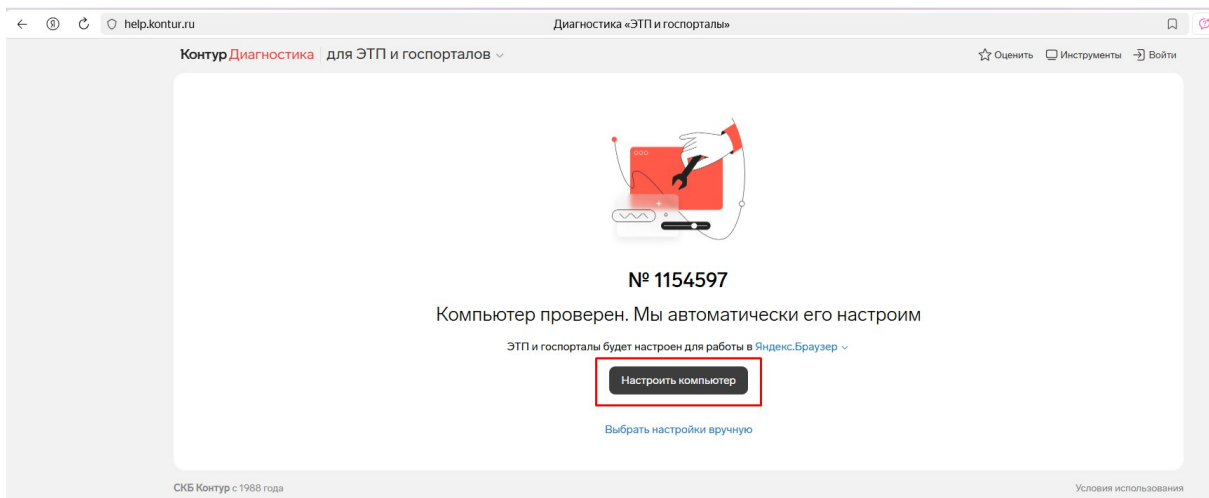 help.kontur.ru
Диагностика «ЭТП и госпорталы»
Контур Диагностика для ЭТП и госпорталов
Оценить Инструменты Войти
№ 1154597
Компьютер проверен. Мы автоматически его настроим
ЭТП и госпорталы будет настроен для работы в Яндекс.Браузер
Настроить компьютер
Выбрать настройки вручную
СКБ Контур с 1988 года
Условия использования